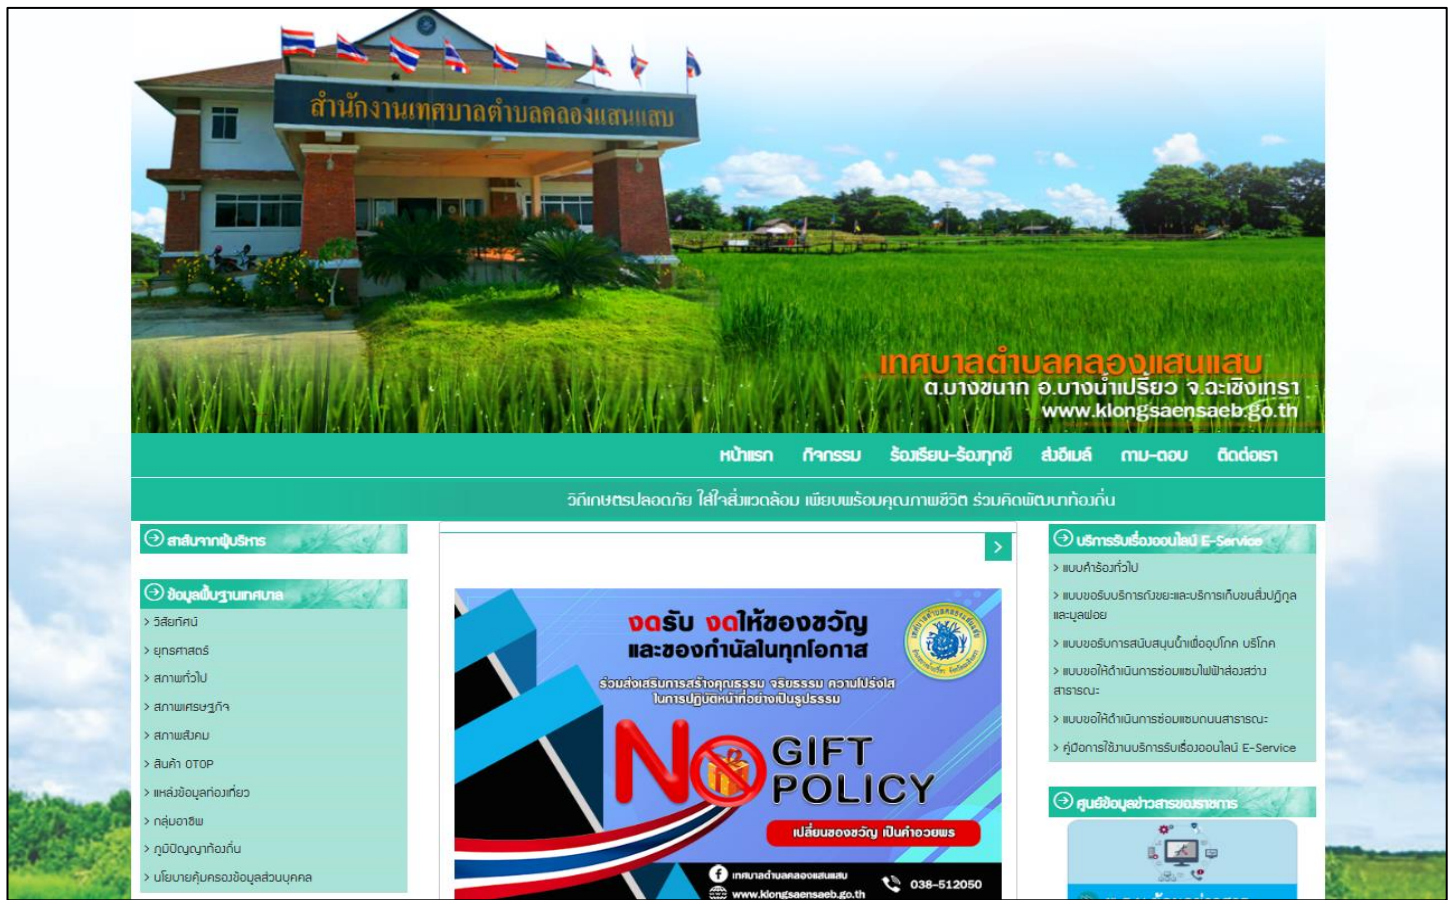 สำนักงานเทศบาลตำบลคลองแสนแสบ
เทศบาลตำบลคลองแสนแสบ
ต.บางขนาก อ.บางน้ำเปรี้ยว จ.ฉะเชิงเทรา
www.klongsaensaeb.go.th
หน้าแรก กิจกรรม ร้องเรียน-ร้องทุกข์ ส่งอีเมล์ ถาม-ตอบ ติดต่อเรา
วิถีเกษตรปลอดภัย ใส่ใจสิ่งแวดล้อม เพียบพร้อมคุณภาพชีวิต ร่วมคิดพัฒนาท้องถิ่น
สาส์นจากผู้บริหาร
ข้อมูลพื้นฐานเทศบาล
> วิสัยทัศน์
> ยุทธศาสตร์
> สภาพทั่วไป
> สภาพเศรษฐกิจ
> สภาพสังคม
> สินค้า OTOP
> แหล่งข้อมูลท่องเที่ยว
> กลุ่มอาชีพ
> ภูมิปัญญาท้องถิ่น
> นโยบายคุ้มครองข้อมูลส่วนบุคคล
งดรับ งดให้ของขวัญ
และของกำนัลในทุกโอกาส
ร่วมส่งเสริมการสร้างคุณธรรม จริยธรรม ความโปร่งใส
ในการปฏิบัติหน้าที่อย่างเป็นรูปธรรม
NO GIFT
POLICY
เปลี่ยนของขวัญ เป็นคำอวยพร
เทศบาลตำบลคลองแสนแสบ
www.klongsaensaeb.go.th
038-512050
บริการรับเรื่องออนไลน์ E-Service
> แบบคำร้องทั่วไป
> แบบขอรับบริการถังขยะและบริการเก็บขนสิ่งปฏิกูล
และมูลฝอย
> แบบขอรับการสนับสนุนน้ำเพื่ออุปโภค บริโภค
> แบบขอให้ดำเนินการซ่อมแซมไฟฟ้าส่องสว่าง
สาธารณะ
> แบบขอให้ดำเนินการซ่อมแซมถนนสาธารณะ
> คู่มือการใช้งานบริการรับเรื่องออนไลน์ E-Service
ศูนย์ข้อมูลข่าวสารของราชการ